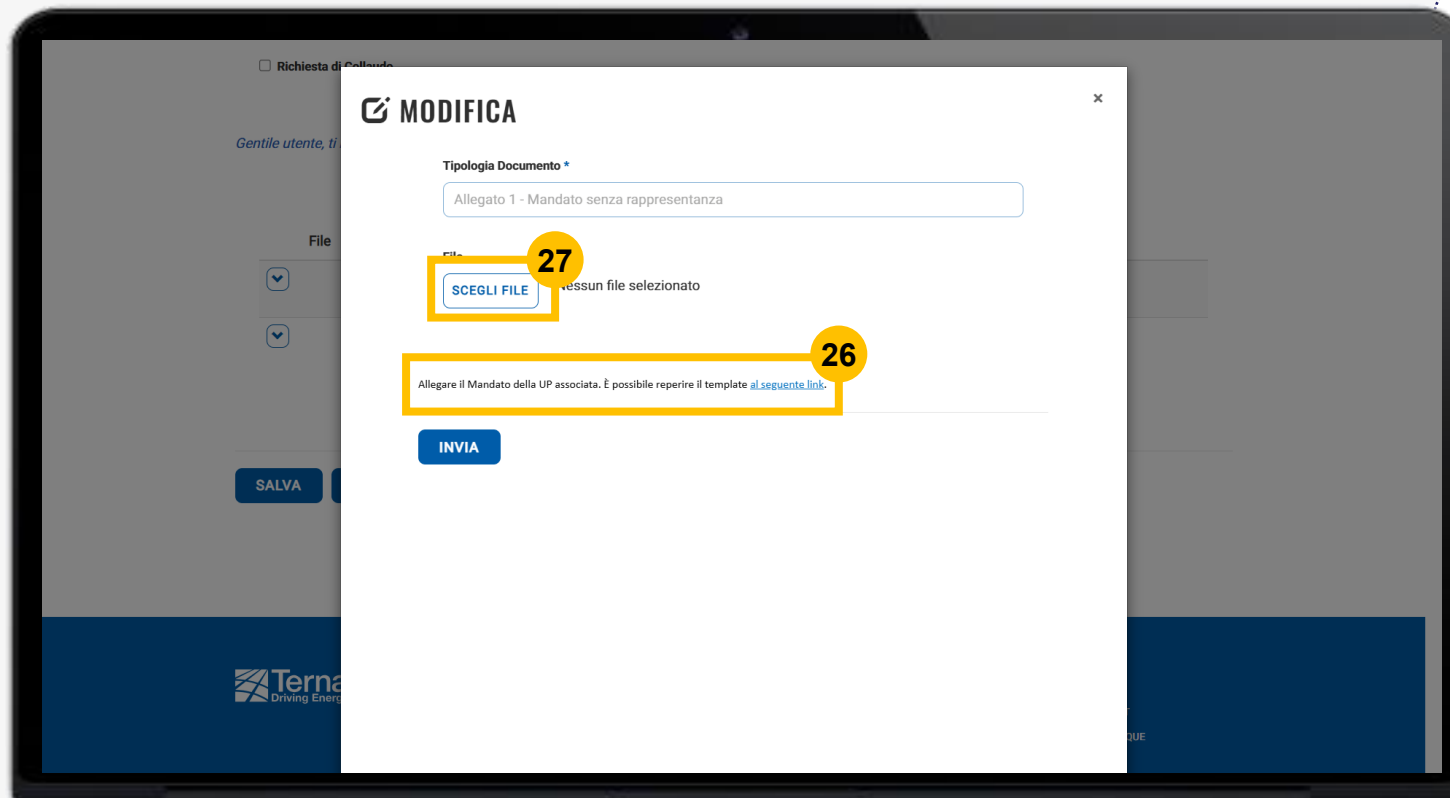 Richiesta di Collaudo
MODIFICA
×
Gentile utente, ti
Tipologia Documento *
Allegato 1 - Mandato senza rappresentanza
File
File
27
SCEGLI FILE
Nessun file selezionato
26
Allegare il Mandato della UP associata. È possibile reperire il template al seguente link.
INVIA
SALVA
Terna
Driving Energ
QUE